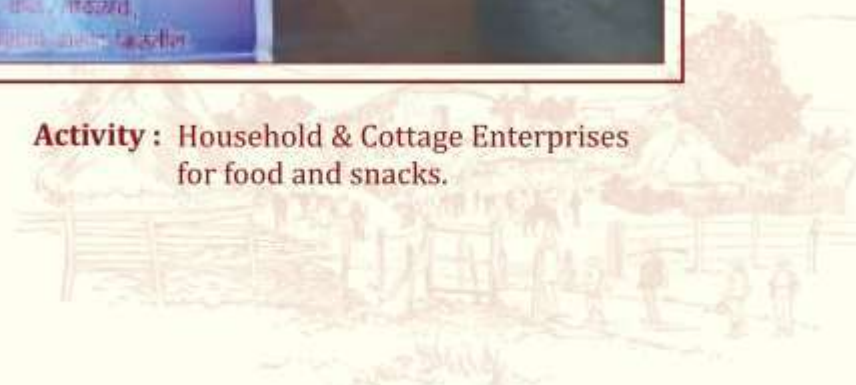 Activity : Household & Cottage Enterprises
for food and snacks.